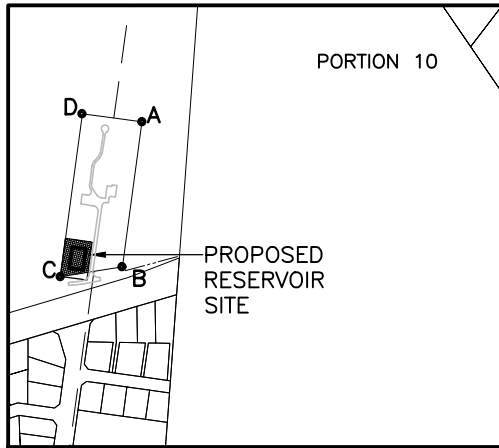 PORTION 10
D
A
C
B
PROPOSED
RESERVOIR
SITE